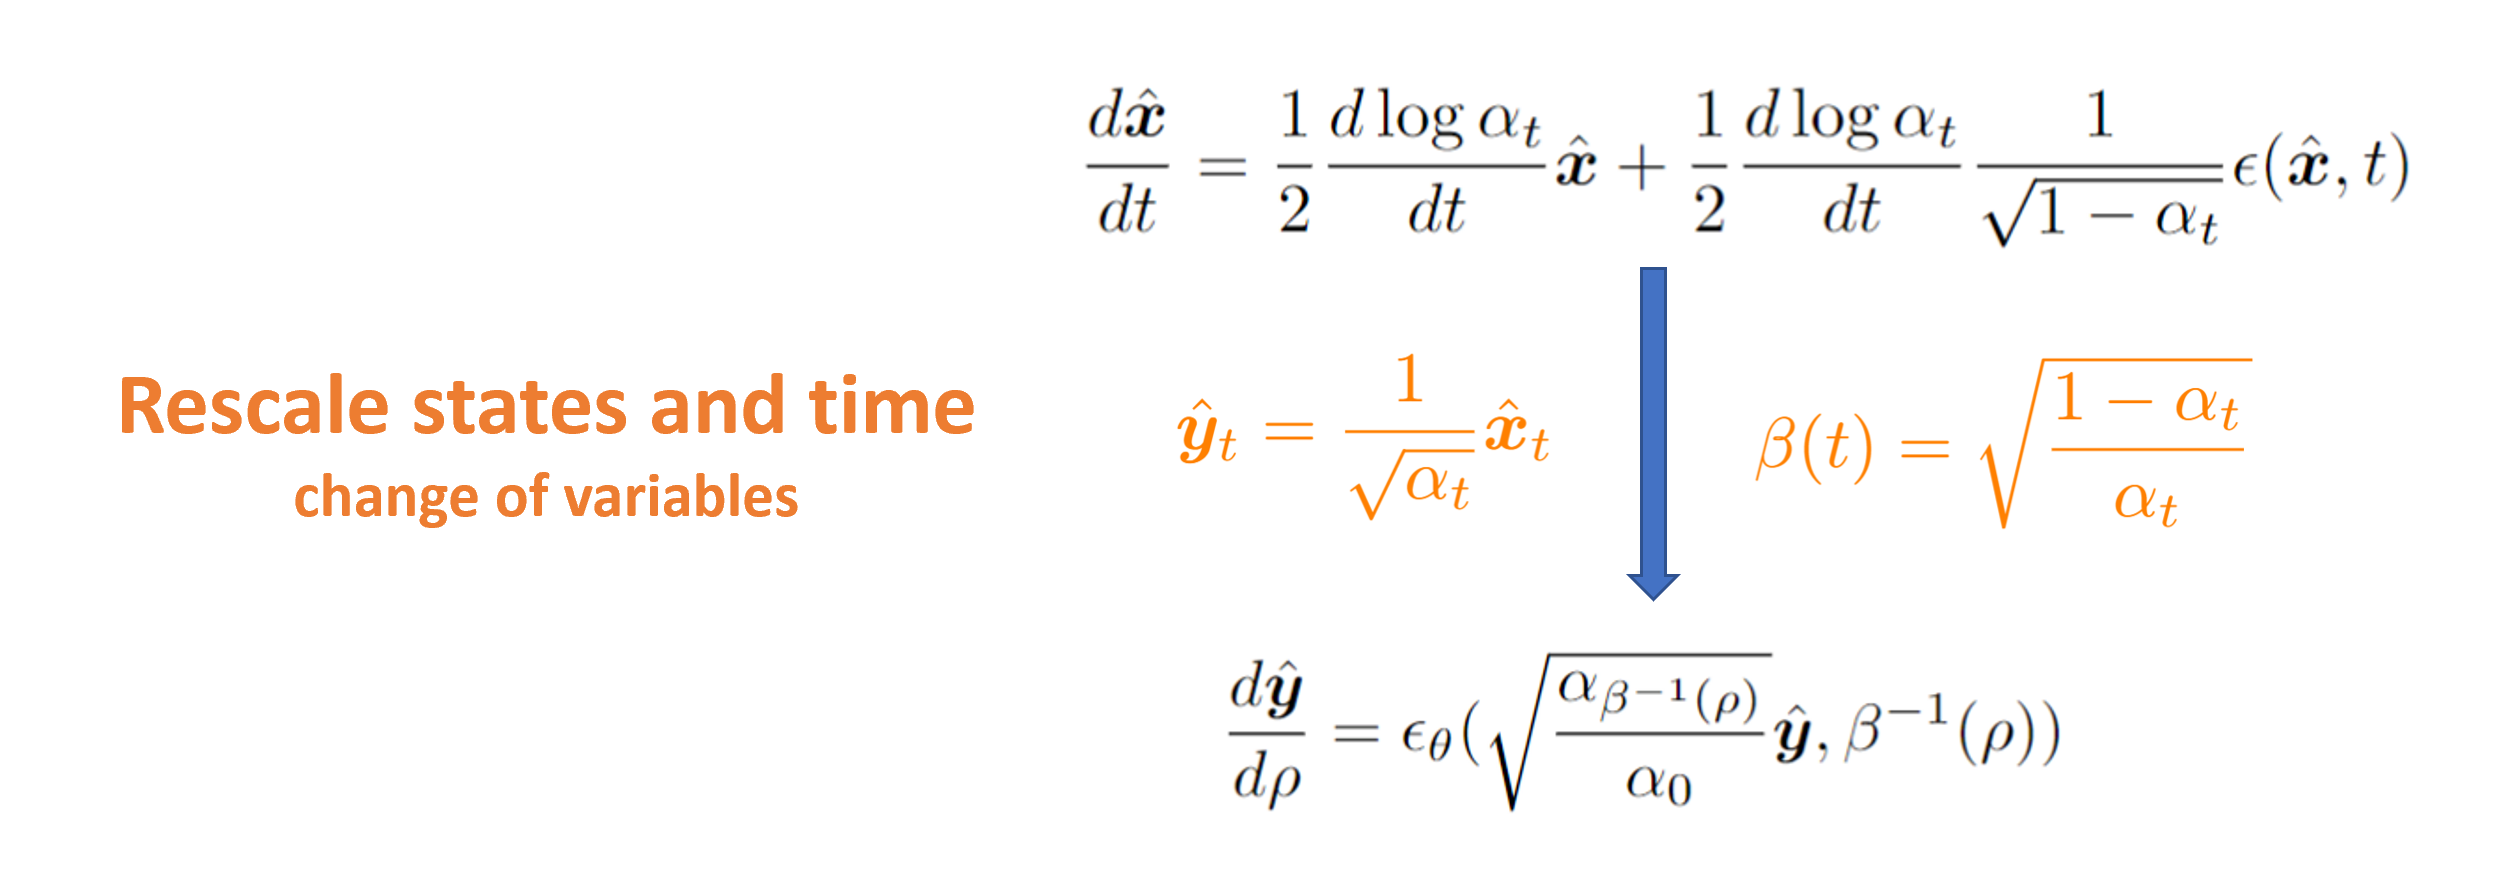 $\frac{d\hat{\boldsymbol{x}}}{dt} = \frac{1}{2}\frac{d\log\alpha_t}{dt}\hat{\boldsymbol{x}} + \frac{1}{2}\frac{d\log\alpha_t}{dt}\frac{1}{\sqrt{1-\alpha_t}}\epsilon(\hat{\boldsymbol{x}}, t)$
Rescale states and time
change of variables
$\hat{\boldsymbol{y}}_t = \frac{1}{\sqrt{\alpha_t}}\hat{\boldsymbol{x}}_t$
$\beta(t) = \sqrt{\frac{1-\alpha_t}{\alpha_t}}$
$\frac{d\hat{\boldsymbol{y}}}{d\rho} = \epsilon_\theta(\sqrt{\frac{\alpha_{\beta^{-1}(\rho)}}{\alpha_0}}\hat{\boldsymbol{y}}, \beta^{-1}(\rho))$